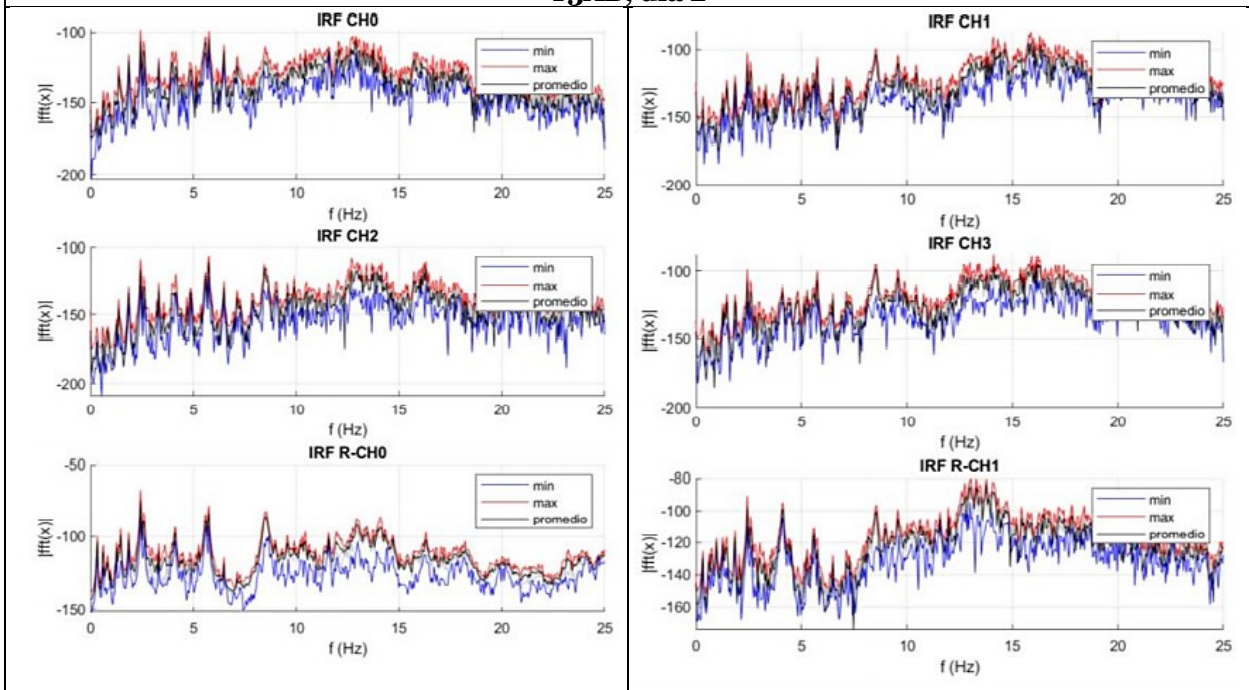 IRF CH0
-100
-150
-200
|fft(x)|
min
max
promedio
0 5 10 15 20 25
f (Hz)
IRF CH2
-100
-150
-200
|fft(x)|
min
max
promedio
0 5 10 15 20 25
f (Hz)
IRF R-CH0
-50
-100
-150
|fft(x)|
min
max
promedio
0 5 10 15 20 25
f (Hz)
IRF CH1
-100
-150
-200
|fft(x)|
min
max
promedio
0 5 10 15 20 25
f (Hz)
IRF CH3
-100
-150
-200
|fft(x)|
min
max
promedio
0 5 10 15 20 25
f (Hz)
IRF R-CH1
-80
-100
-120
-140
-160
|fft(x)|
min
max
promedio
0 5 10 15 20 25
f (Hz)